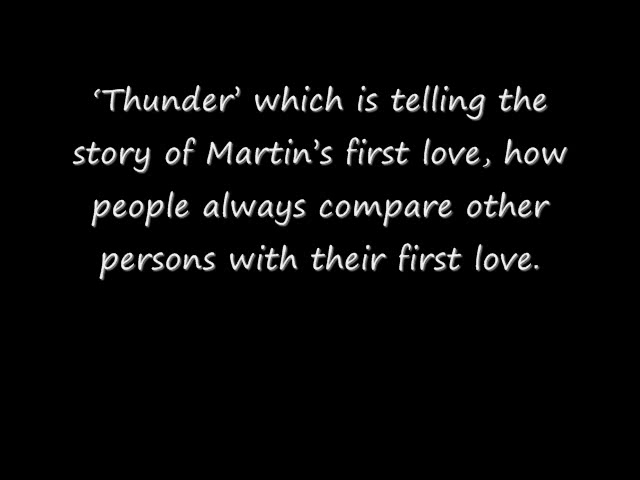 ‘Thunder’ which is telling the
story of Martin’s first love, how
people always compare other
persons with their first love.